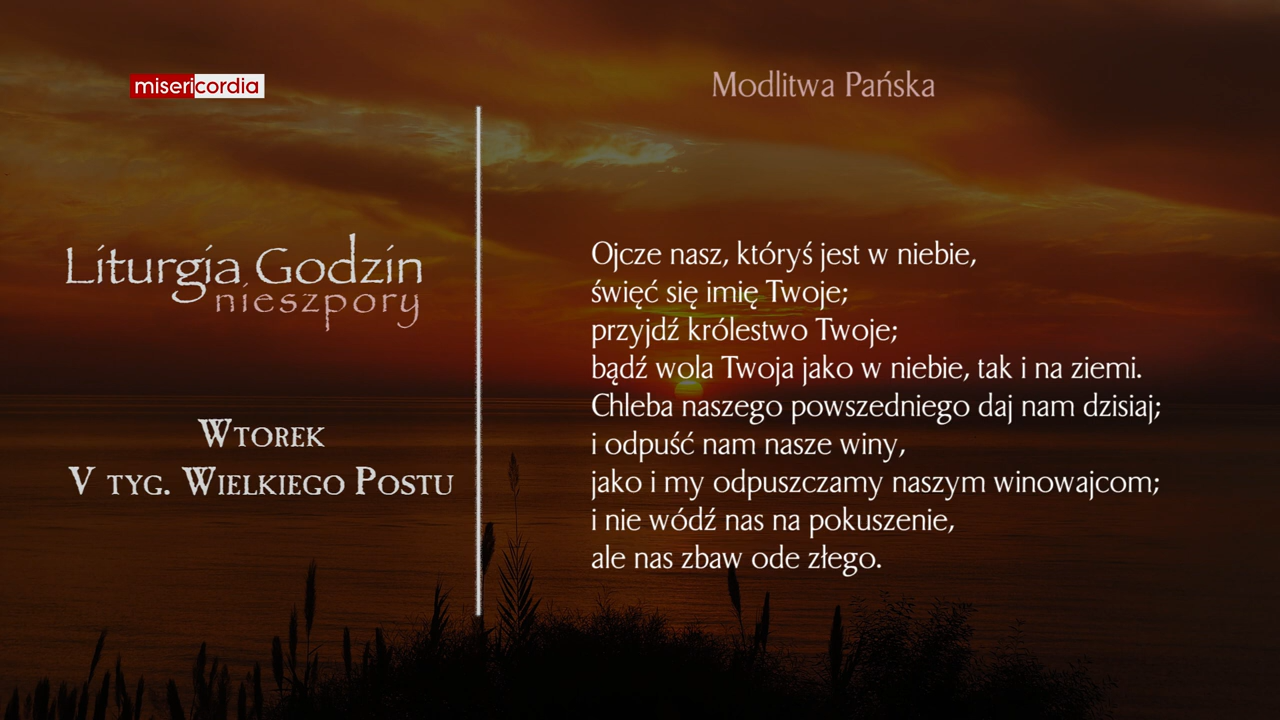 misericordia
Modlitwa Pańska
Liturgia Godzin
nieszpory
Wtorek
V tyg. Wielkiego Postu
Ojcze nasz, któryś jest w niebie,
święć się imię Twoje;
przyjdź królestwo Twoje;
bądź wola Twoja jako w niebie, tak i na ziemi.
Chleba naszego powszedniego daj nam dzisiaj;
i odpuść nam nasze winy,
jako i my odpuszczamy naszym winowajcom;
i nie wódź nas na pokuszenie,
ale nas zbaw ode złego.